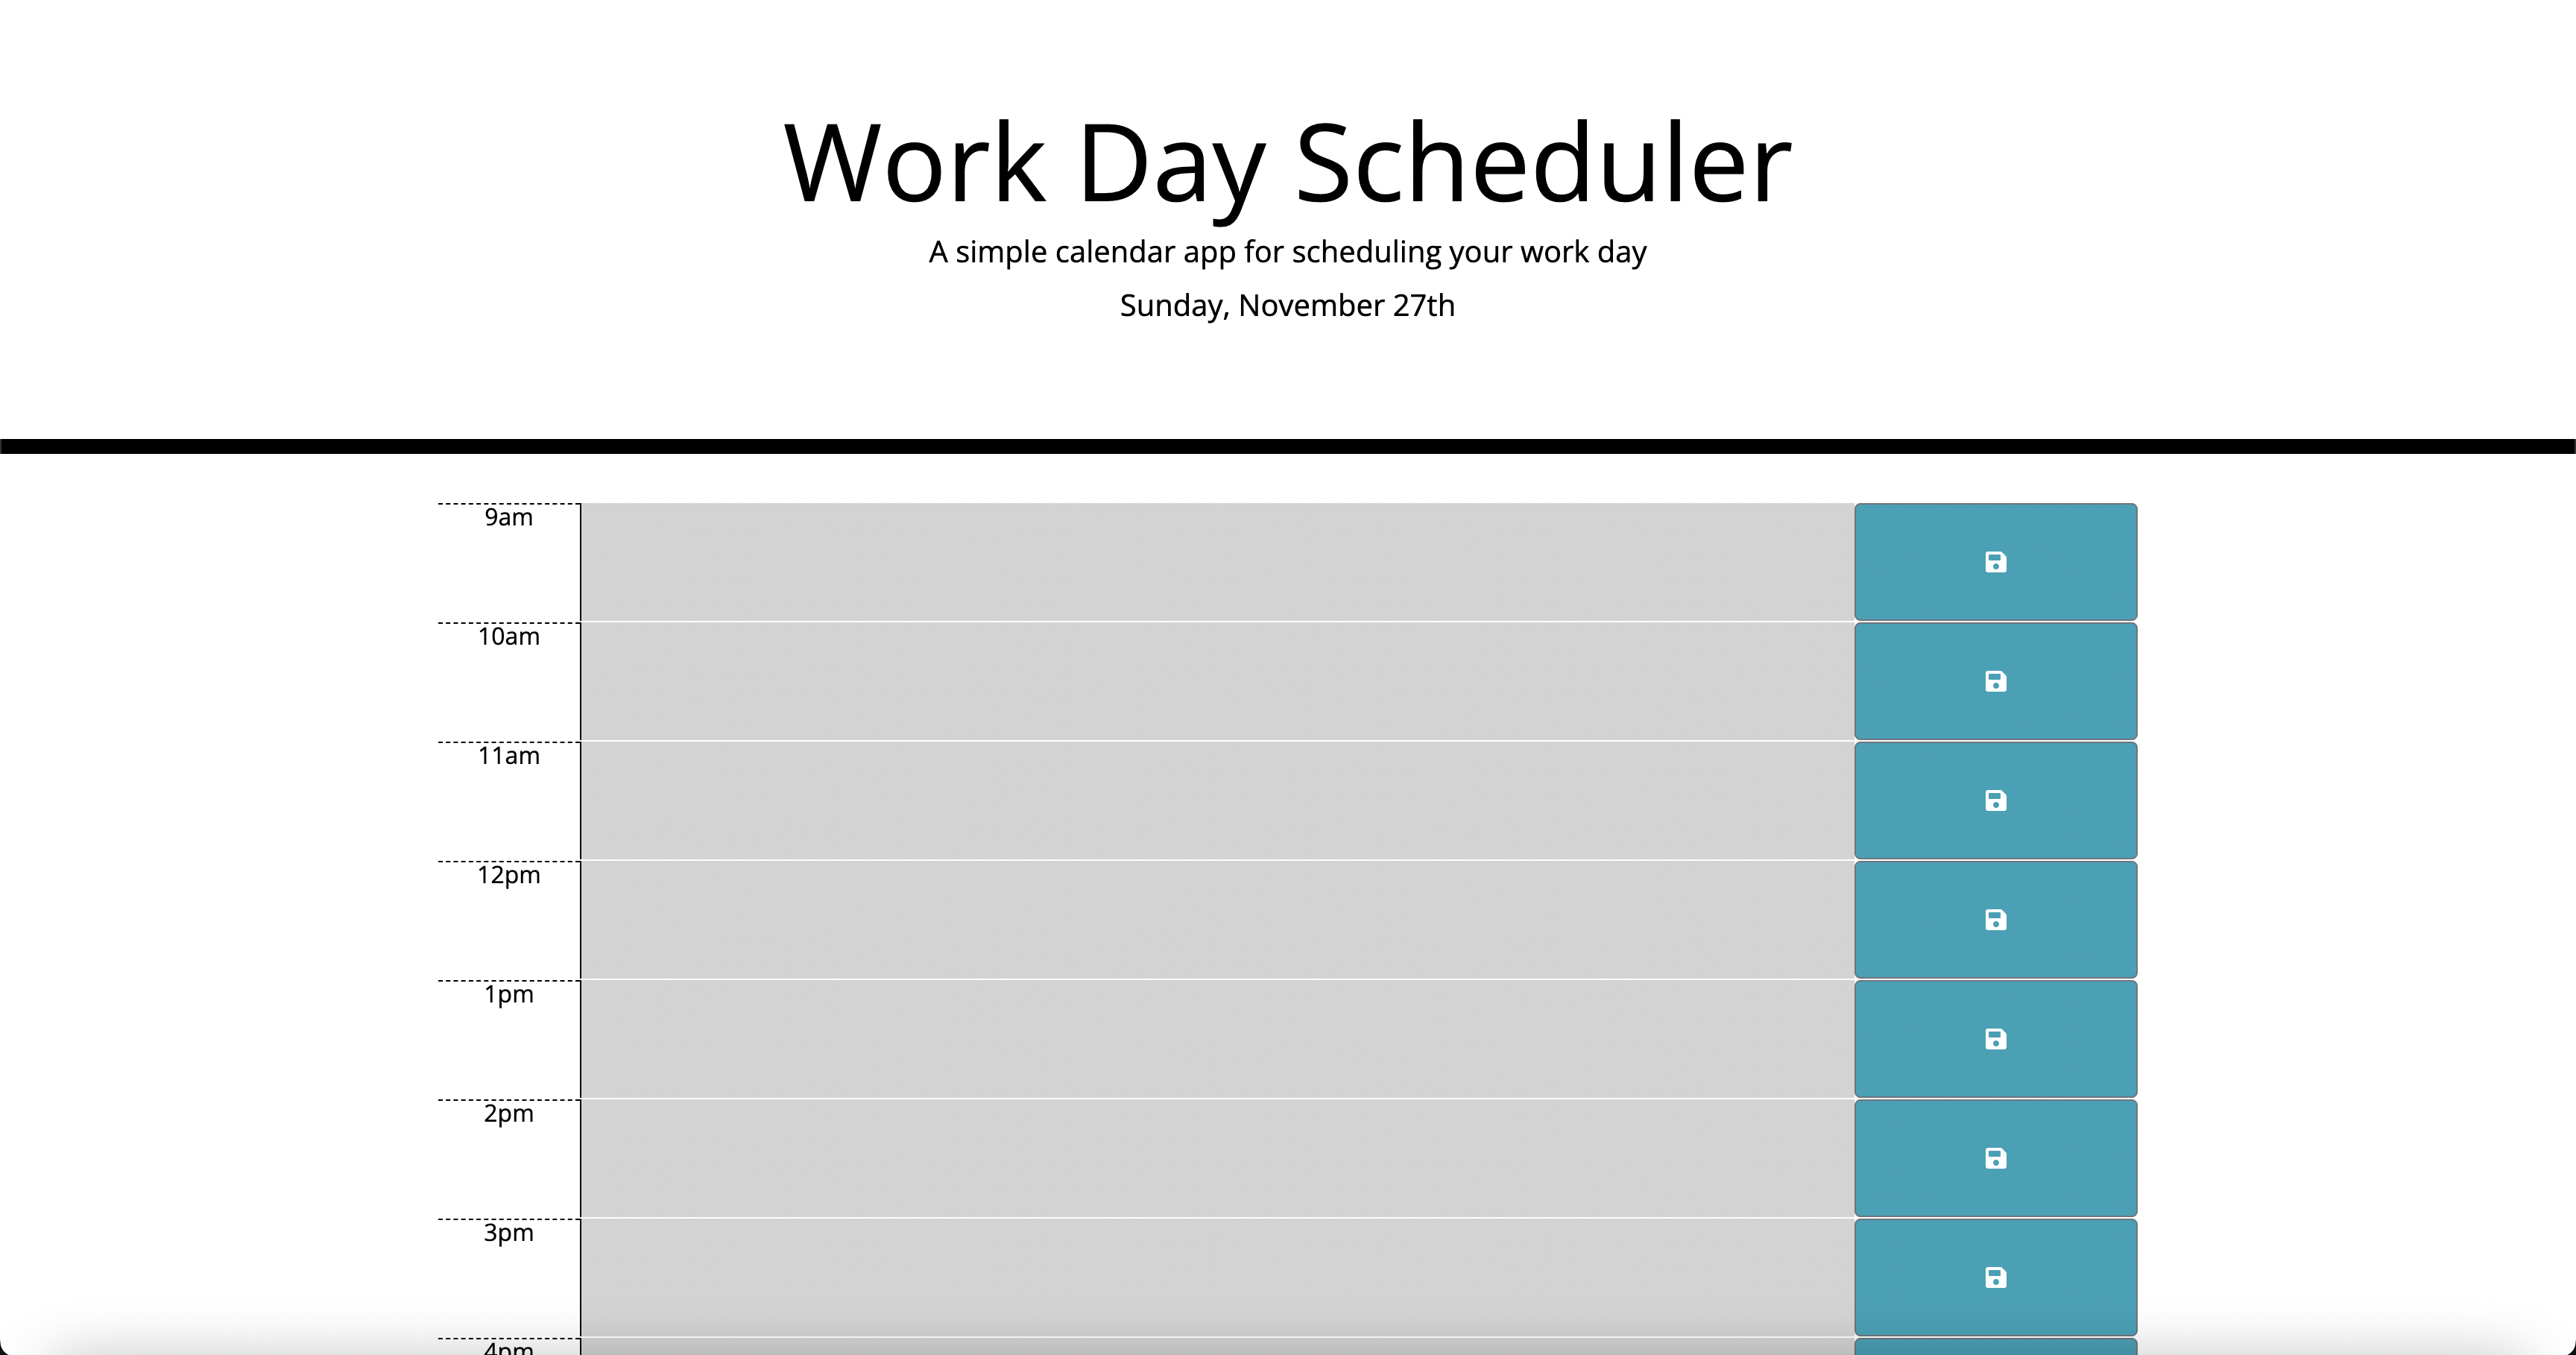 Work Day Scheduler
A simple calendar app for scheduling your work day
Sunday, November 27th
9am
10am
11am
12pm
1pm
2pm
3pm
4pm